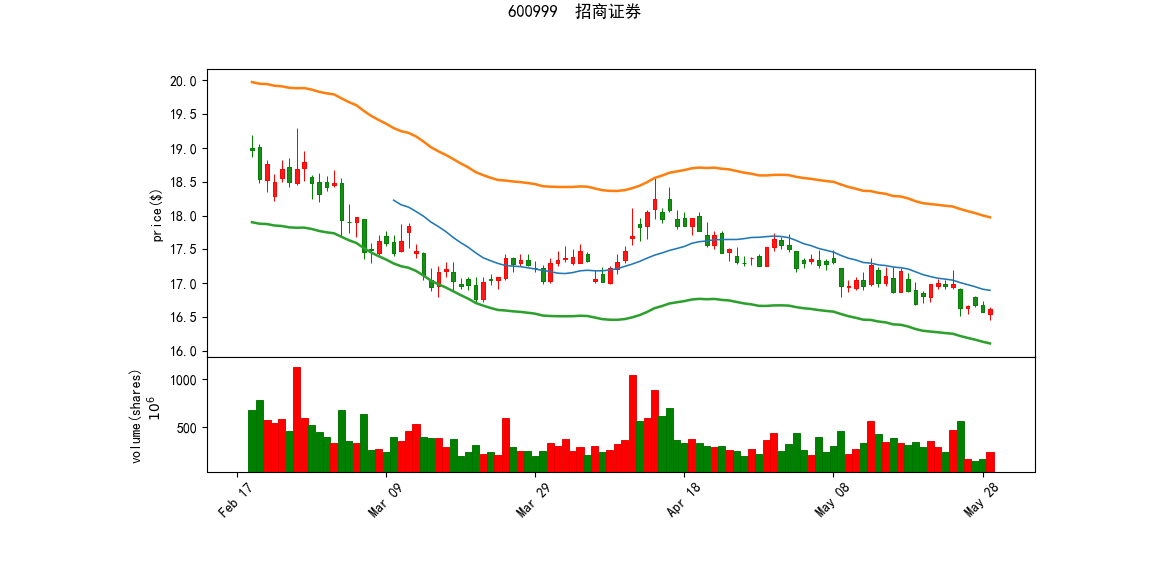 600999 招商证券
price($)
20.0
19.5
19.0
18.5
18.0
17.5
17.0
16.5
16.0
volume(shares)
10^6
1000
500
Feb 17
Mar 09
Mar 29
Apr 18
May 08
May 28